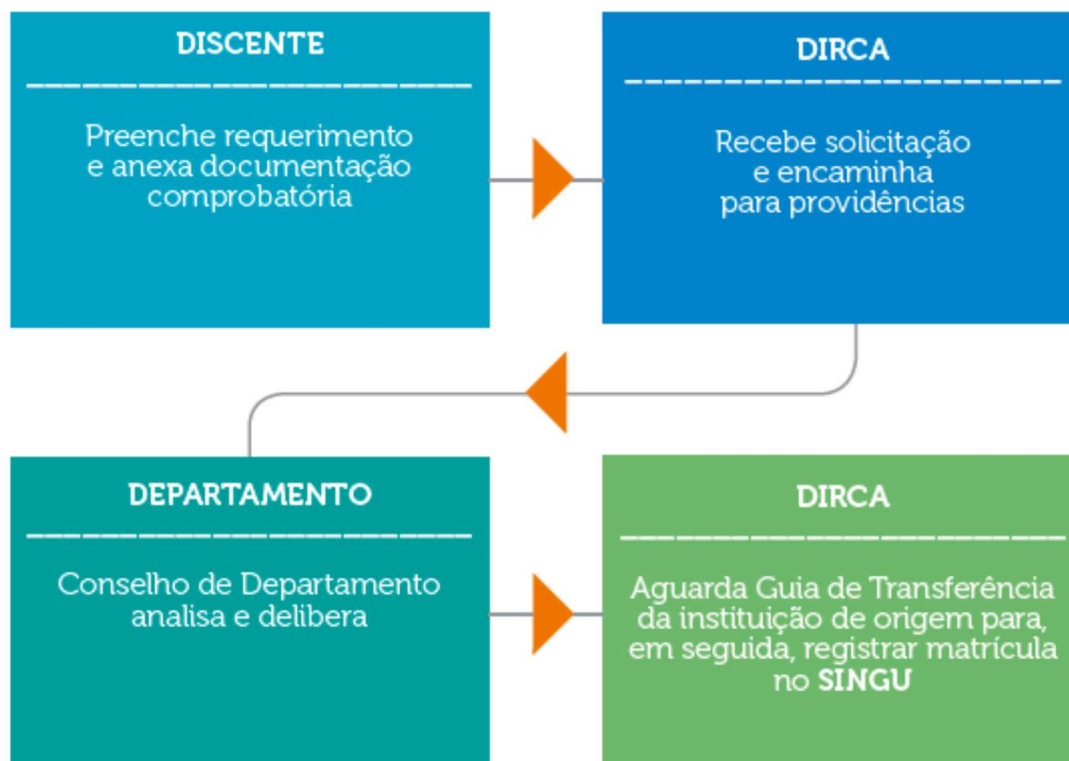 DISCENTE
Preenche requerimento
e anexa documentação
comprobatória
DIRCA
Recebe solicitação
e encaminha
para providências
DEPARTAMENTO
Conselho de Departamento
analisa e delibera
DIRCA
Aguarda Guia de Transferência
da instituição de origem para,
em seguida, registrar matrícula
no SINGU